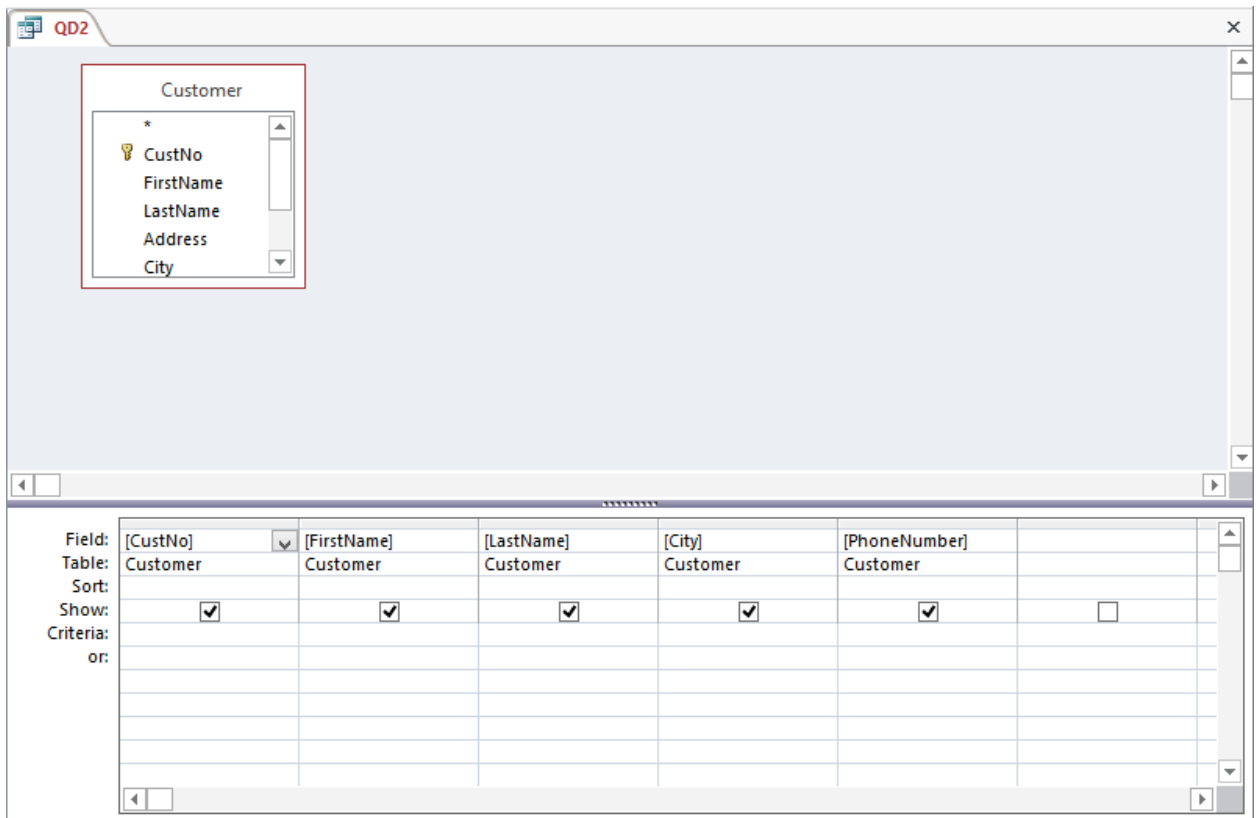 QD2
Customer
*
CustNo
FirstName
LastName
Address
City
Field: [CustNo] [FirstName] [LastName] [City] [PhoneNumber]
Table: Customer Customer Customer Customer Customer
Sort:
Show:
Criteria:
or: